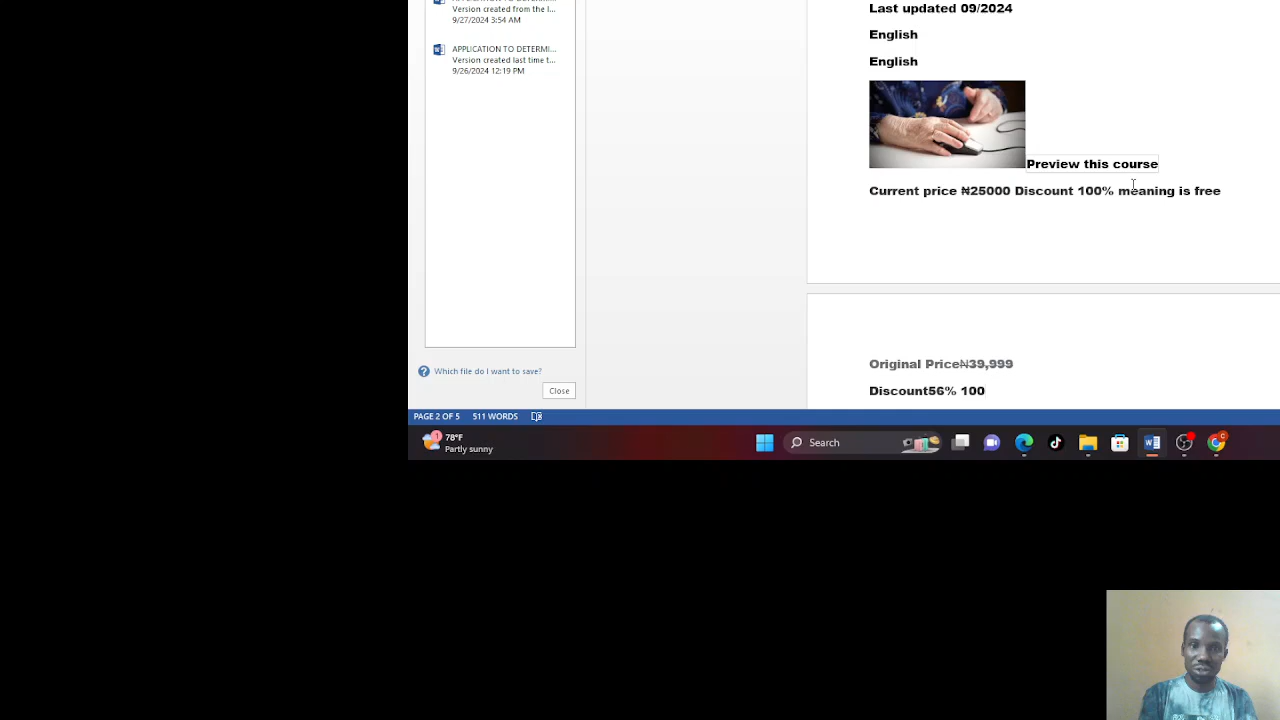 Version created from the l...
9/27/2024 3:54 AM
APPLICATION TO DETERMI...
Version created last time t...
9/26/2024 12:19 PM
Which file do I want to save?
Close
Last updated 09/2024
English
English
Preview this course
Current price ₦25000 Discount 100% meaning is free
Original Price₦39,999
Discount56% 100
PAGE 2 OF 5 511 WORDS
78°F
Partly sunny
Search